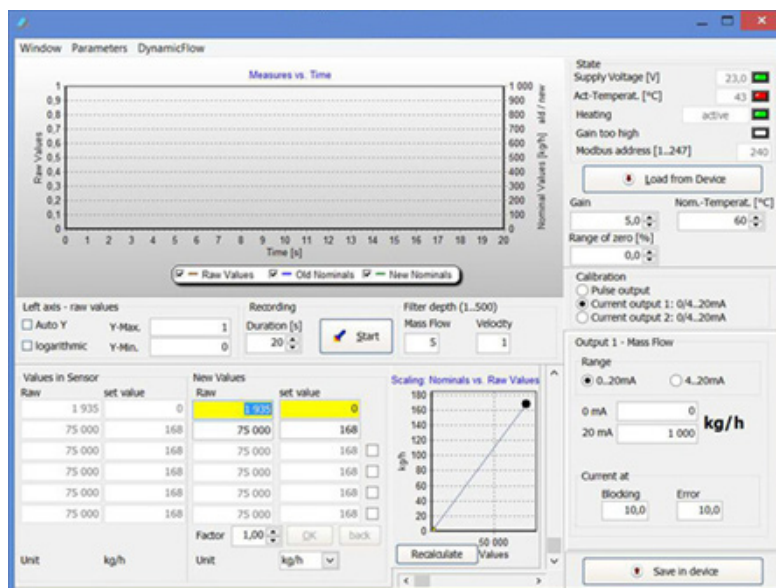 Window Parameters DynamicFlow
Measures vs. Time
Raw Values
1
0,9
0,8
0,7
0,6
0,5
0,4
0,3
0,2
0,1
0
1 000
900
800
700
600
500
400
300
200
100
0
Nominal Values [kg/h] old / new
0 1 2 3 4 5 6 7 8 9 10 11 12 13 14 15 16 17 18 19 20
Time [s]
Raw Values Old Nominals New Nominals
State
Supply Voltage [V] 23,0
Act-Temperat. [°C] 43
Heating active
Gain too high
Modbus address [1..247] 240
Load from Device
Gain Nom.-Temperat. [°C]
5,0 60
Range of zero [%]
0,0
Calibration
Pulse output
Current output 1: 0/4..20mA
Current output 2: 0/4..20mA
Left axis - raw values
Auto Y Y-Max. 1
logarithmic Y-Min. 0
Recording
Duration [s]
20 Start
Filter depth (1..500)
Mass Flow Velocity
5 1
Values in Sensor
Raw set value
1 935 0
75 000 168
75 000 168
75 000 168
75 000 168
75 000 168
Unit kg/h
New Values
Raw set value
1 935 0
75 000 168
75 000 168
75 000 168
75 000 168
75 000 168
Factor 1,00 OK back
Unit kg/h
Scaling: Nominals vs. Raw Values
kg/h
180
160
140
120
100
80
60
40
20
0
50 000
Recalculate Values
Output 1 - Mass Flow
Range
0..20mA 4..20mA
0 mA 0
20 mA 1 000
kg/h
Current at
Blocking Error
10,0 10,0
Save in device